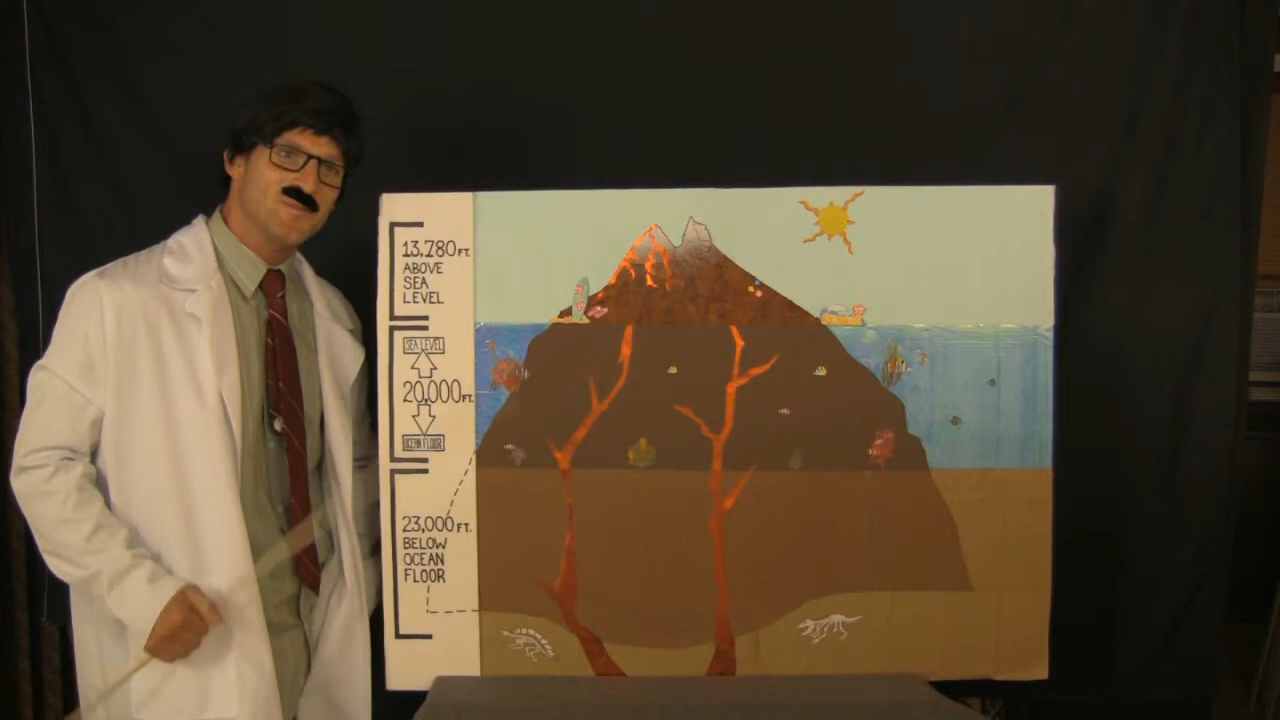 13,780 FT.
ABOVE
SEA
LEVEL
SEA LEVEL
20,000 FT.
OCEAN FLOOR
23,000 FT.
BELOW
OCEAN
FLOOR